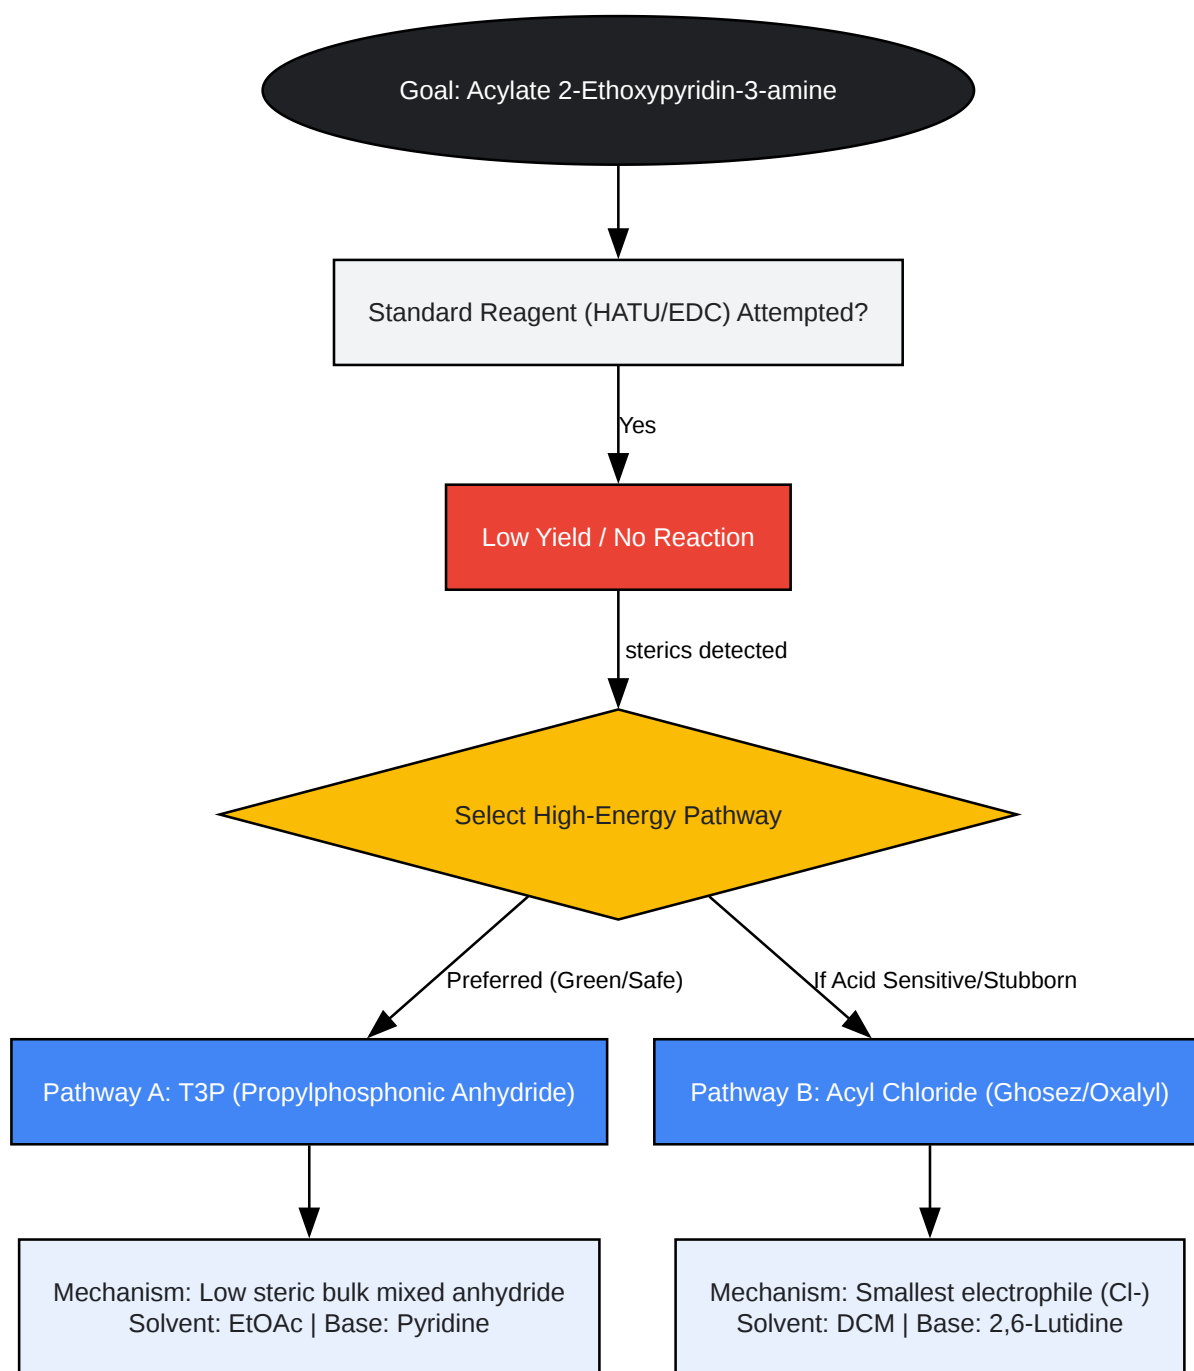 Goal: Acylate 2-Ethoxypyridin-3-amine
Standard Reagent (HATU/EDC) Attempted?
Yes
Low Yield / No Reaction
sterics detected
Select High-Energy Pathway
Preferred (Green/Safe)
If Acid Sensitive/Stubborn
Pathway A: T3P (Propylphosphonic Anhydride)
Pathway B: Acyl Chloride (Ghosez/Oxalyl)
Mechanism: Low steric bulk mixed anhydride
Solvent: EtOAc | Base: Pyridine
Mechanism: Smallest electrophile (Cl-)
Solvent: DCM | Base: 2,6-Lutidine